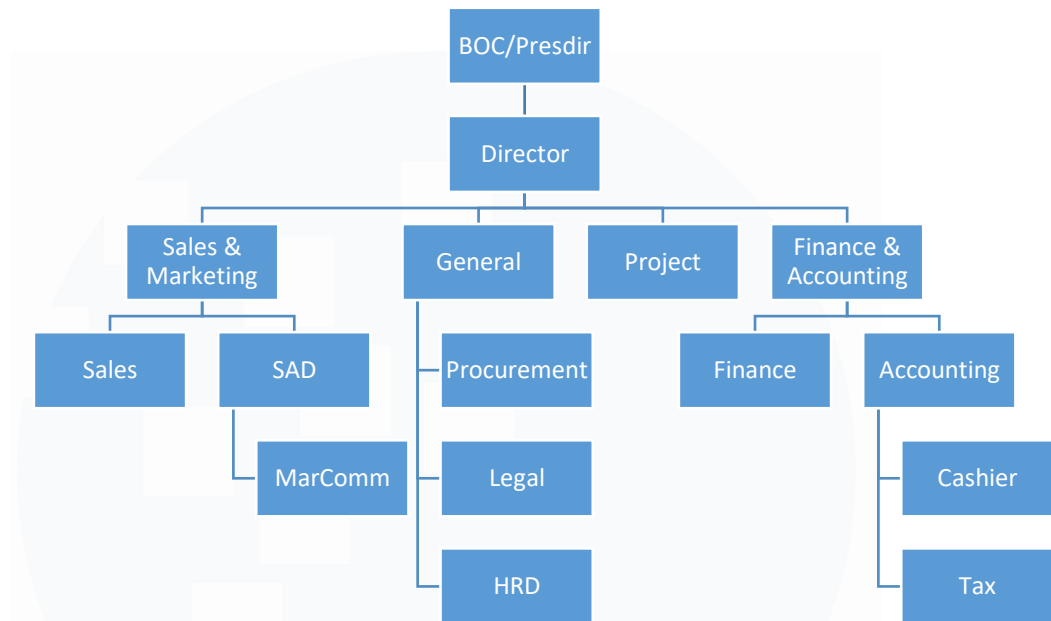 BOC/Presdir
Director
Sales &
Marketing
General
Project
Finance &
Accounting
Sales
SAD
Procurement
Finance
Accounting
MarComm
Legal
Cashier
HRD
Tax